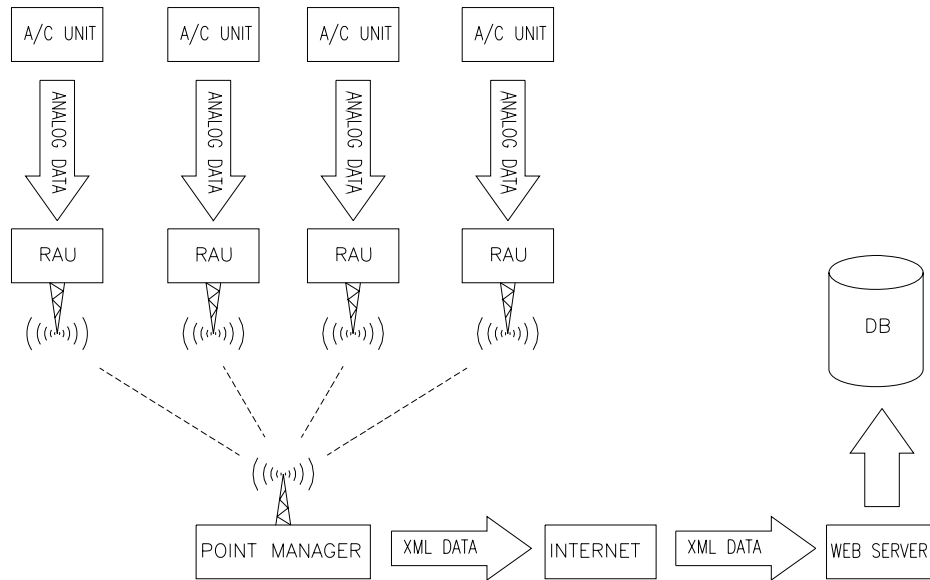 A/C UNIT
A/C UNIT
A/C UNIT
A/C UNIT
ANALOG DATA
ANALOG DATA
ANALOG DATA
ANALOG DATA
RAU
RAU
RAU
RAU
DB
POINT MANAGER
XML DATA
INTERNET
XML DATA
WEB SERVER